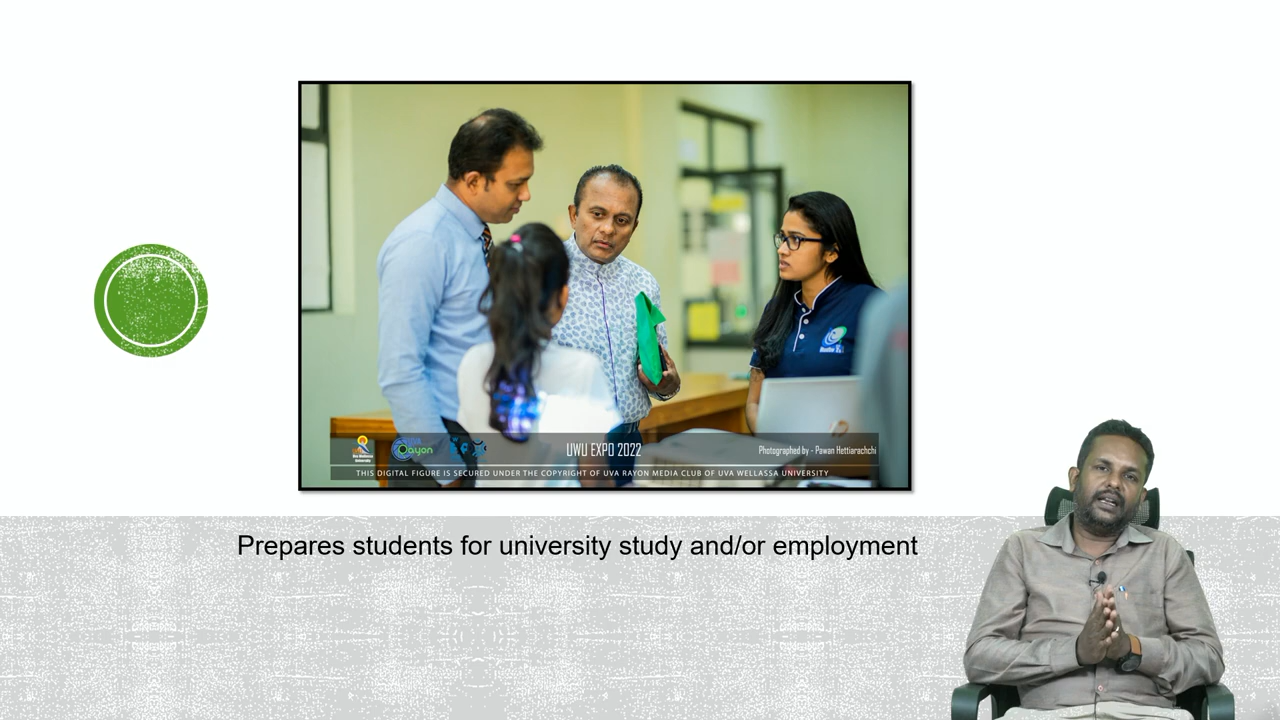 UWU EXPO 2022
Photographed by - Pawan Hettiarachchi
THIS DIGITAL FIGURE IS SECURED UNDER THE COPYRIGHT OF UVA RAYON MEDIA CLUB OF UVA WELLASSA UNIVERSITY
Prepares students for university study and/or employment